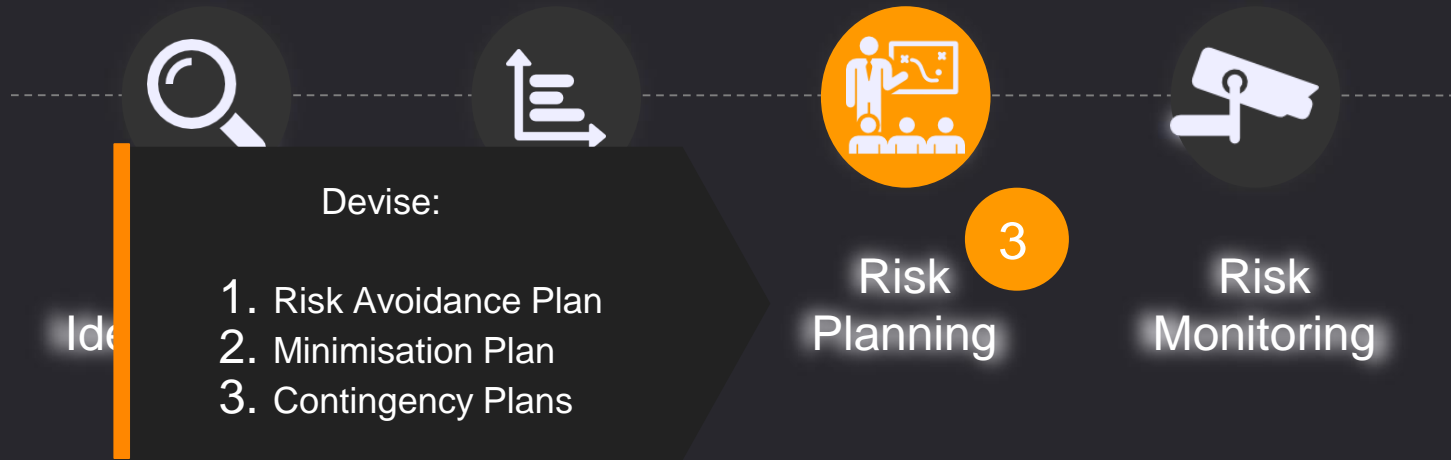 Devise:
1. Risk Avoidance Plan
2. Minimisation Plan
3. Contingency Plans
3
Risk
Planning
Risk
Monitoring